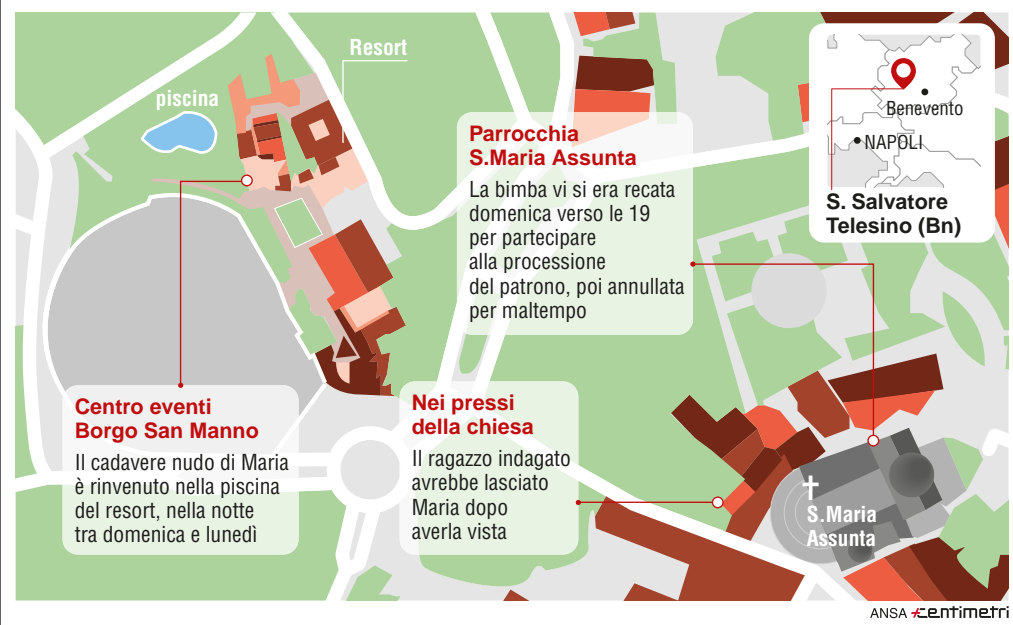 Resort
piscina
Benevento
NAPOLI
S. Salvatore
Telesino (Bn)
Parrocchia
S.Maria Assunta
La bimba vi si era recata
domenica verso le 19
per partecipare
alla processione
del patrono, poi annullata
per maltempo
Centro eventi
Borgo San Manno
Il cadavere nudo di Maria
è rinvenuto nella piscina
del resort, nella notte
tra domenica e lunedì
Nei pressi
della chiesa
Il ragazzo indagato
avrebbe lasciato
Maria dopo
averla vista
S.Maria
Assunta
ANSA centimetri